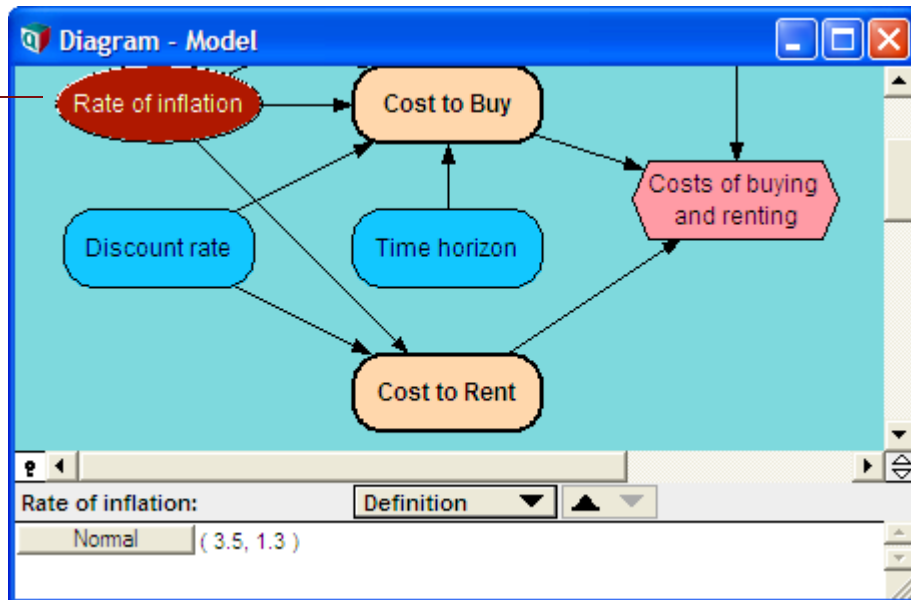 Diagram - Model
Rate of inflation
Cost to Buy
Costs of buying
and renting
Discount rate
Time horizon
Cost to Rent
?
Rate of inflation:
Definition
Normal
( 3.5, 1.3 )